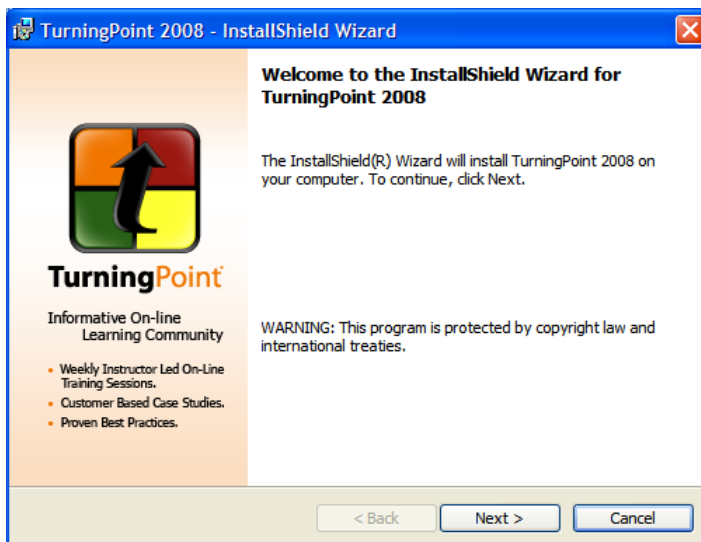 TurningPoint 2008 - InstallShield Wizard
Welcome to the InstallShield Wizard for
TurningPoint 2008
The InstallShield(R) Wizard will install TurningPoint 2008 on
your computer. To continue, click Next.
TurningPoint
Informative On-line
Learning Community
• Weekly Instructor Led On-Line
Training Sessions.
• Customer Based Case Studies.
• Proven Best Practices.
WARNING: This program is protected by copyright law and
international treaties.
< Back
Next >
Cancel